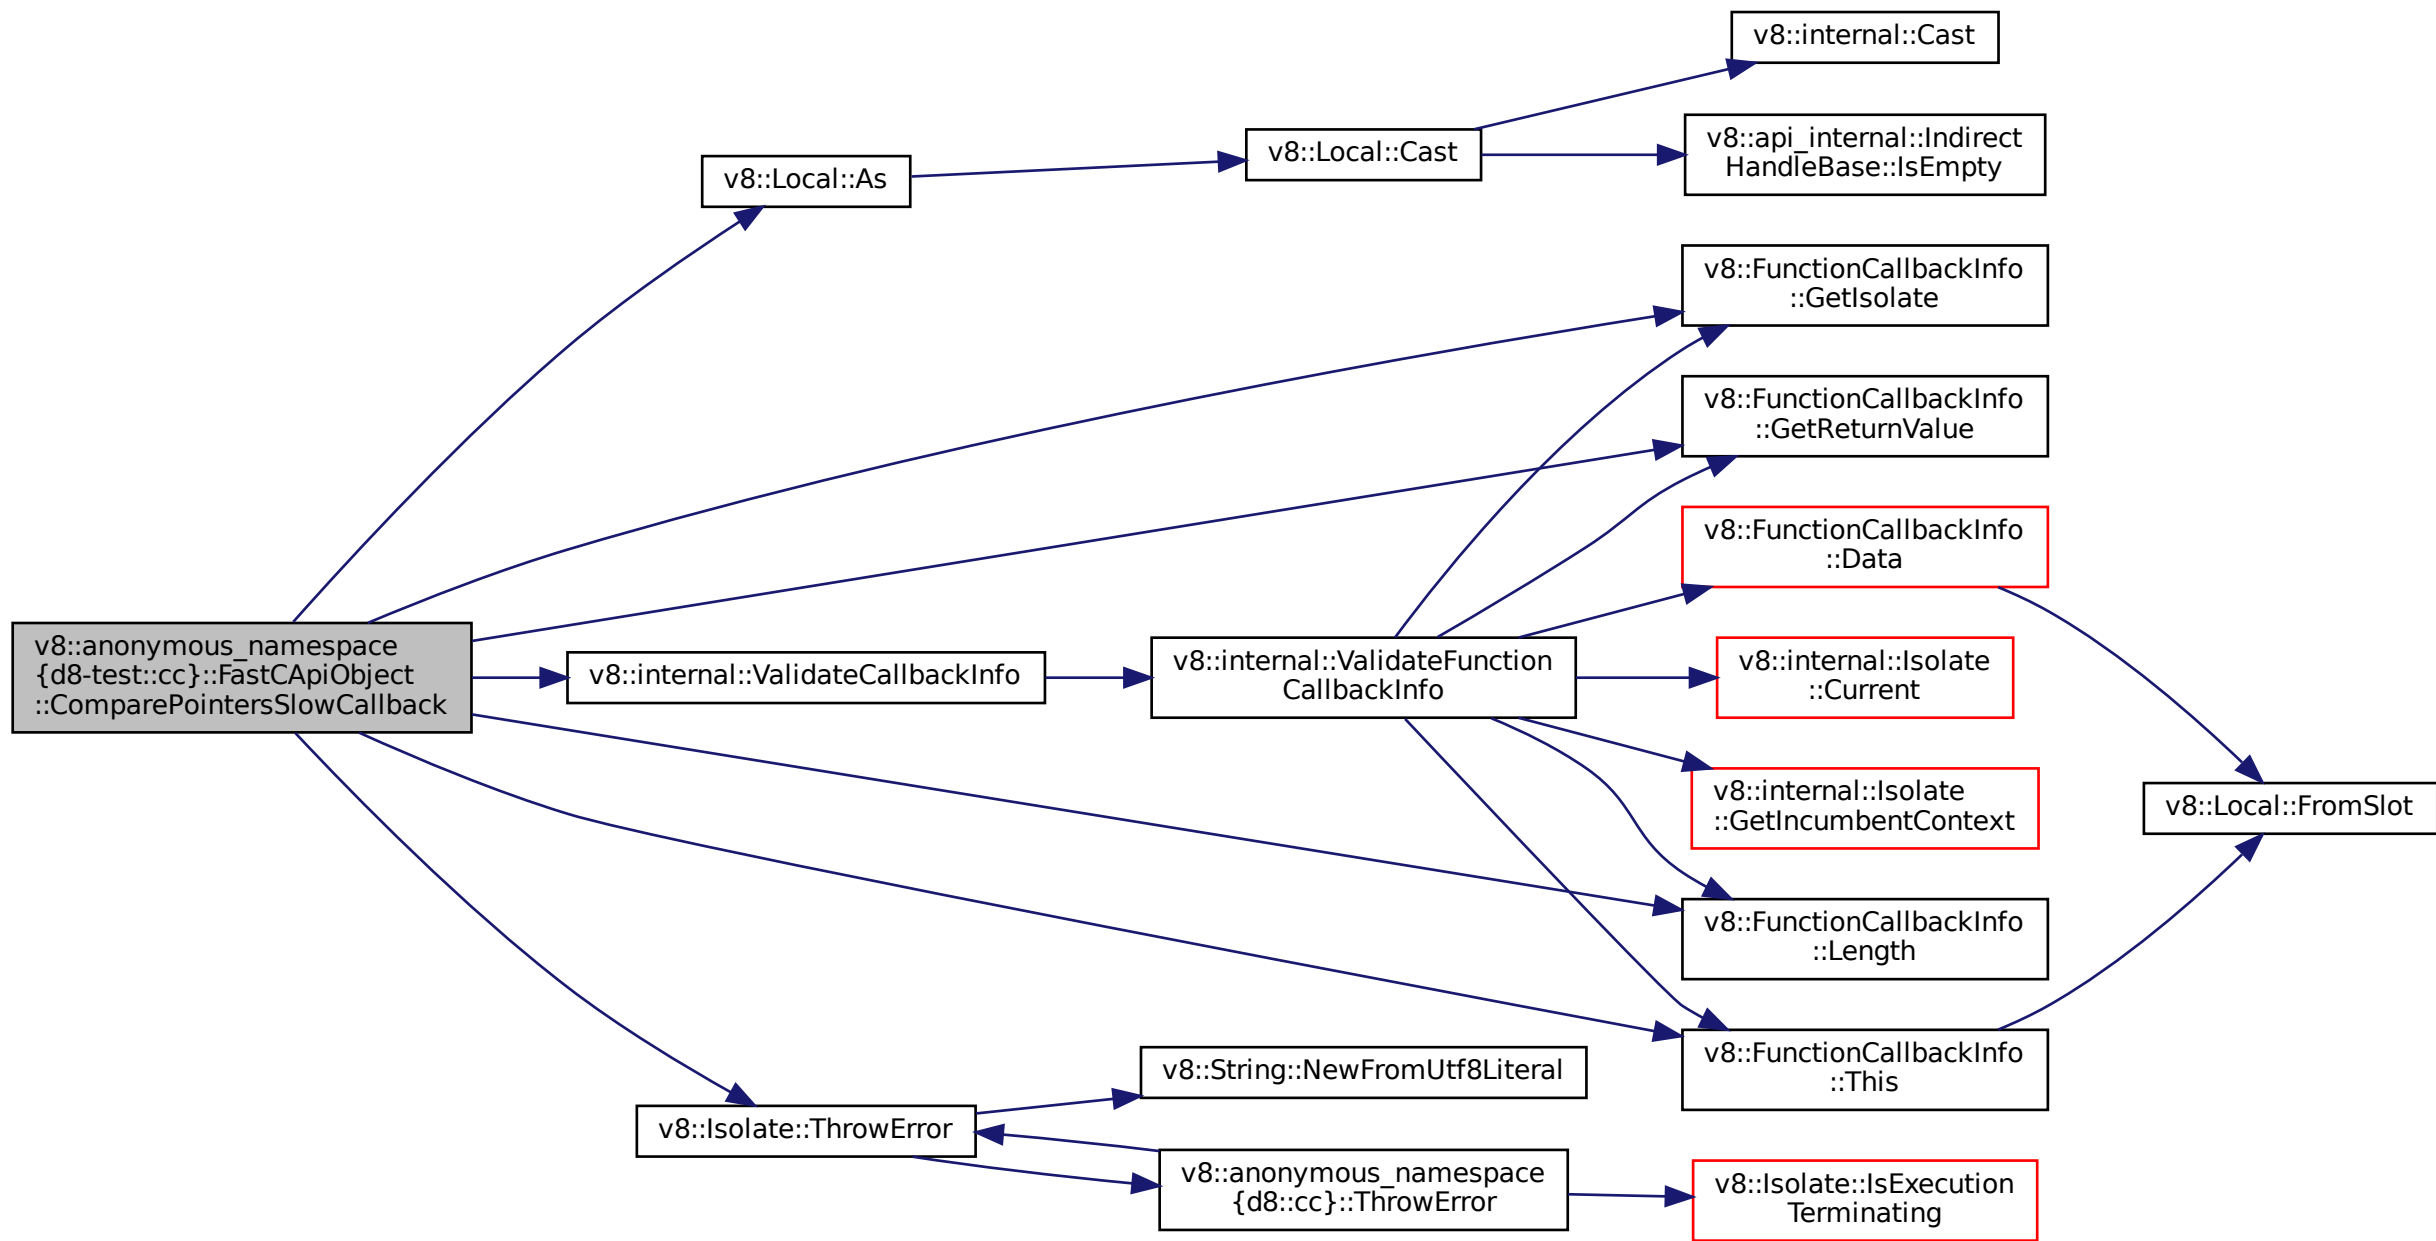 v8::internal::Cast
v8::api_internal::Indirect
HandleBase::IsEmpty
v8::Local::Cast
v8::Local::As
v8::FunctionCallbackInfo
::GetIsolate
v8::FunctionCallbackInfo
::GetReturnValue
v8::FunctionCallbackInfo
::Data
v8::anonymous_namespace
{d8-test::cc}::FastCApiObject
::ComparePointersSlowCallback
v8::internal::ValidateCallbackInfo
v8::internal::ValidateFunction
CallbackInfo
v8::internal::Isolate
::Current
v8::internal::Isolate
::GetIncumbentContext
v8::Local::FromSlot
v8::FunctionCallbackInfo
::Length
v8::FunctionCallbackInfo
::This
v8::String::NewFromUtf8Literal
v8::Isolate::ThrowError
v8::anonymous_namespace
{d8::cc}::ThrowError
v8::Isolate::IsExecution
Terminating